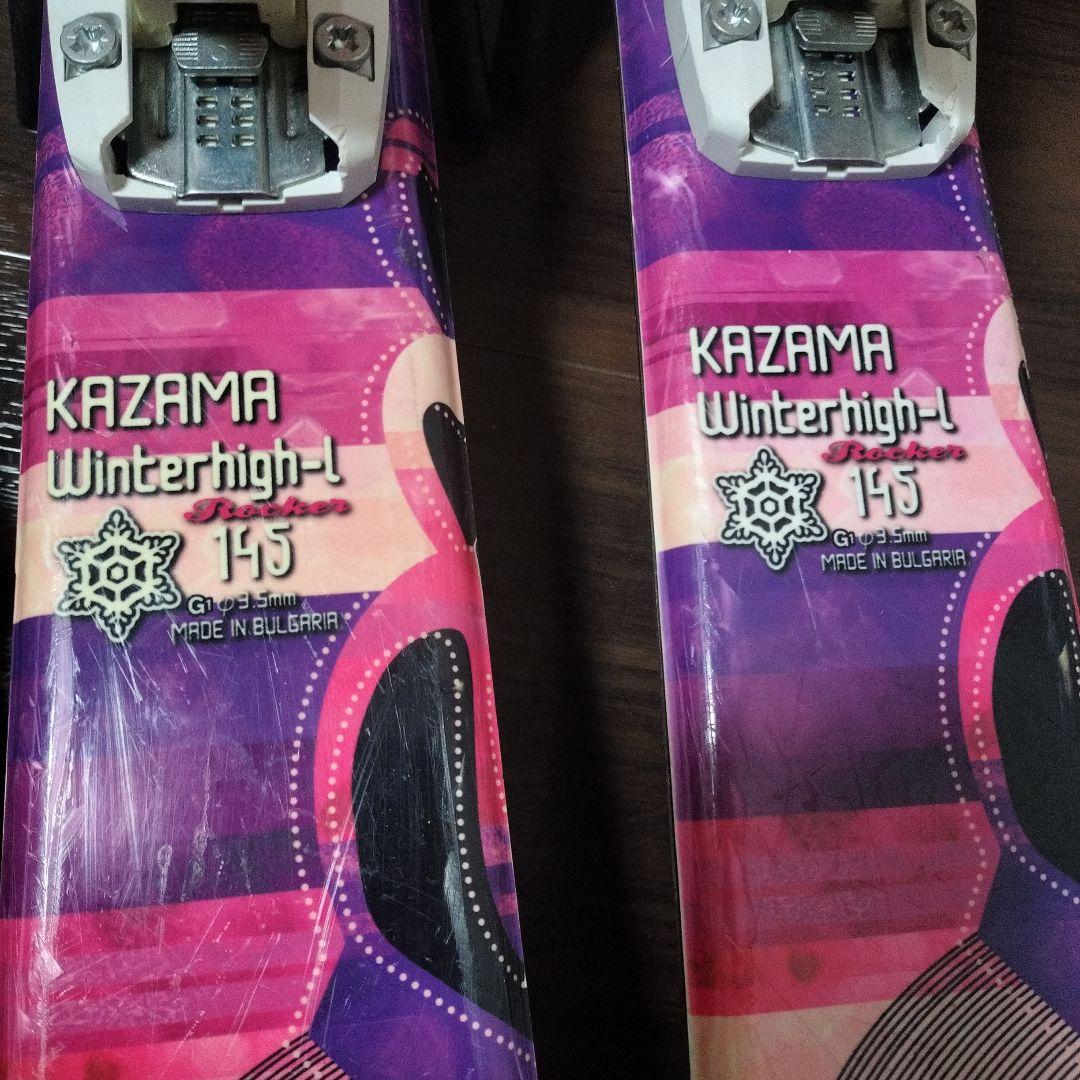 KAZAMA
Winterhigh-l
Rocker
145
G1 φ3.5mm
MADE IN BULGARIA
KAZAMA
Winterhigh-l
Rocker
145
G1 φ3.5mm
MADE IN BULGARIA